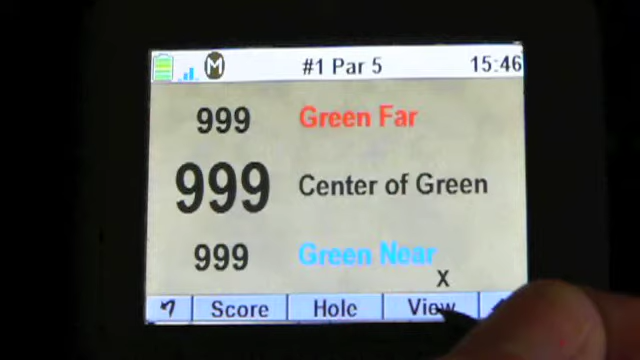 M #1 Par 5 15:46
999 Green Far
999 Center of Green
999 Green Near
X
Score Hole View